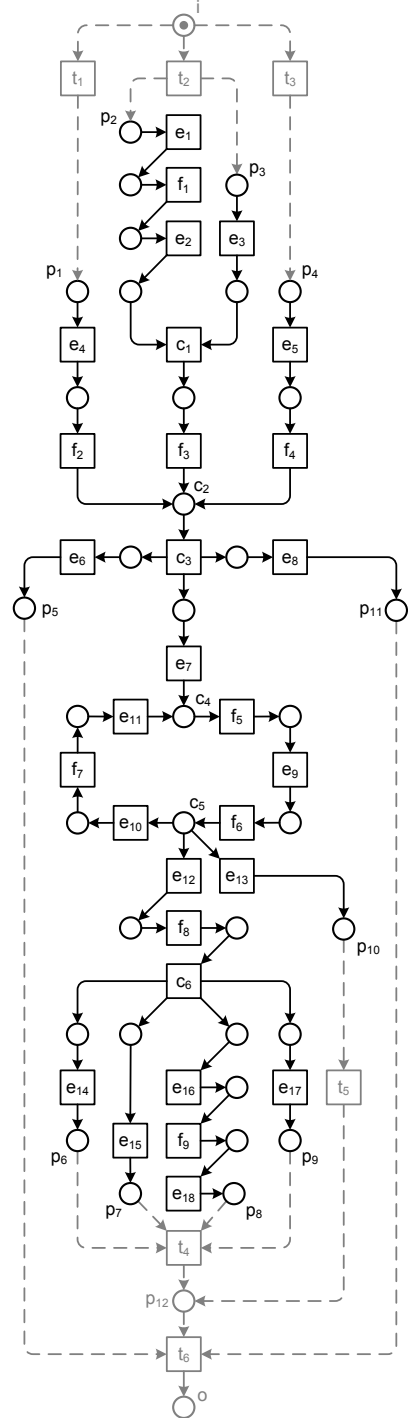 i
t₁ t₂ t₃
p₂ e₁
f₁ p₃
e₂ e₃
p₁ p₄
e₄ c₁ e₅
f₂ f₃ f₄
c₂
e₆ c₃ e₈
p₅ p₁₁
e₇
c₄
e₁₁ f₅
f₇ e₉
c₅
e₁₀ f₆
e₁₂ e₁₃
f₈ p₁₀
c₆
e₁₄ e₁₆ e₁₇ t₅
e₁₅ f₉
p₆ p₉
e₁₈
p₇ p₈
t₄
p₁₂
t₆
o